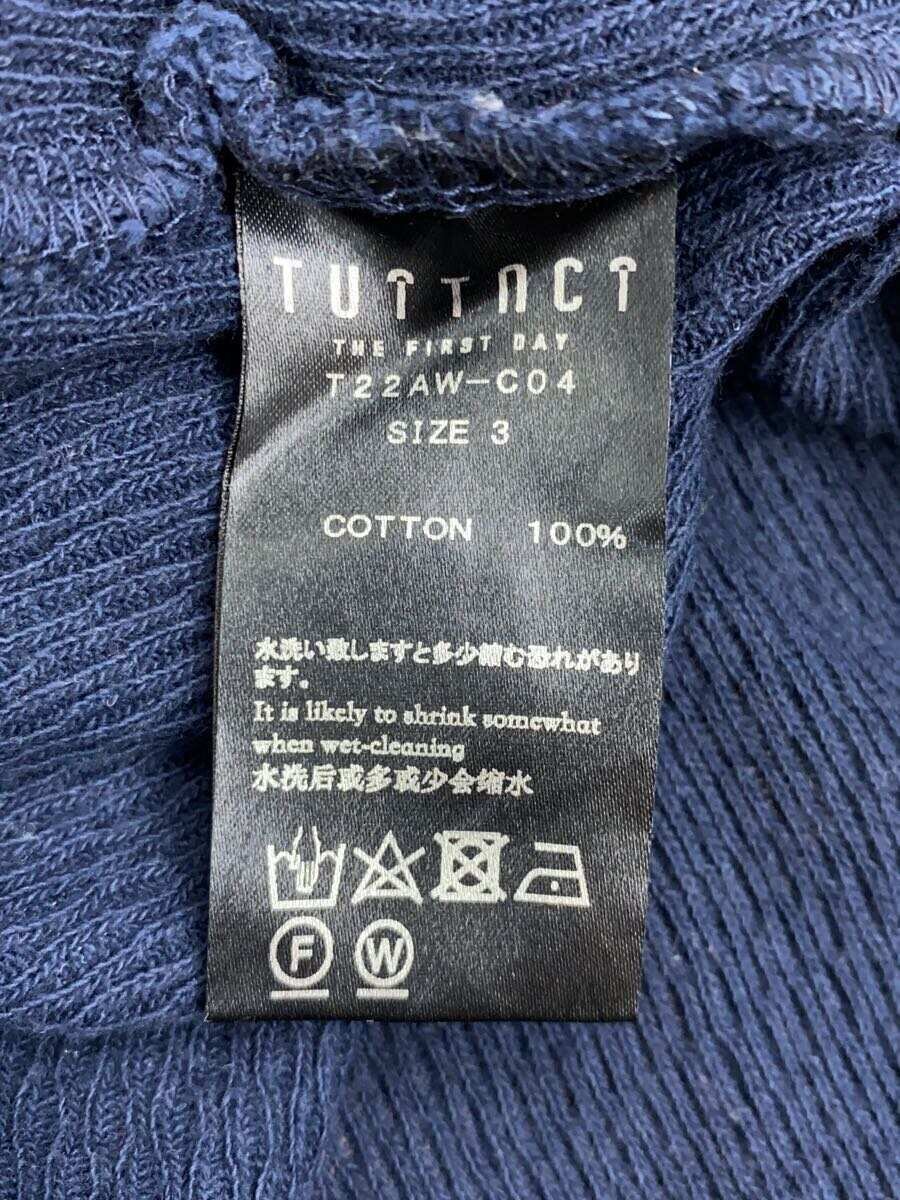 TUITACI
THE FIRST DAY
T22AW-C04
SIZE 3
COTTON 100%
水洗い致しますと多少縮む恐れがあり
ます。
It is likely to shrink somewhat
when wet-cleaning
水洗后或多或少会缩水
F W